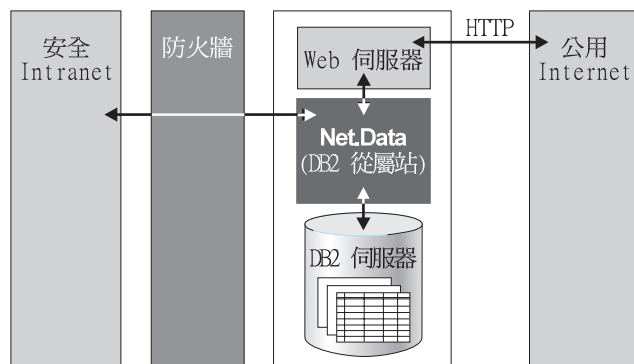 安全
Intranet
防火牆
Web 伺服器
HTTP
公用
Internet
Net.Data
(DB2 從屬站)
DB2 伺服器